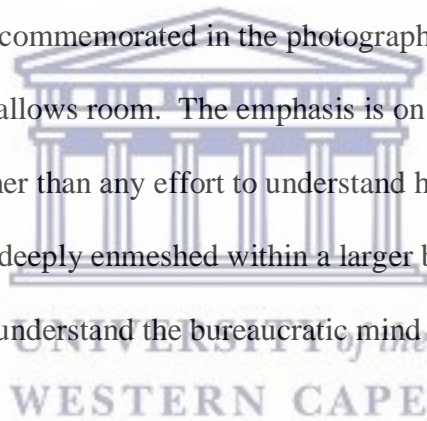 commemorated in the photograph
allows room. The emphasis is on
than any effort to understand
deeply enmeshed within a larger
understand the bureaucratic mind
UNIVERSITY of the
WESTERN CAPE